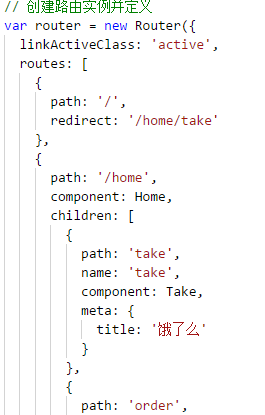 // 创建路由实例并定义
var router = new Router({
  linkActiveClass: 'active',
  routes: [
    {
      path: '/',
      redirect: '/home/take'
    },
    {
      path: '/home',
      component: Home,
      children: [
        {
          path: 'take',
          name: 'take',
          component: Take,
          meta: {
            title: '饿了么'
          }
        },
        {
          path: 'order',